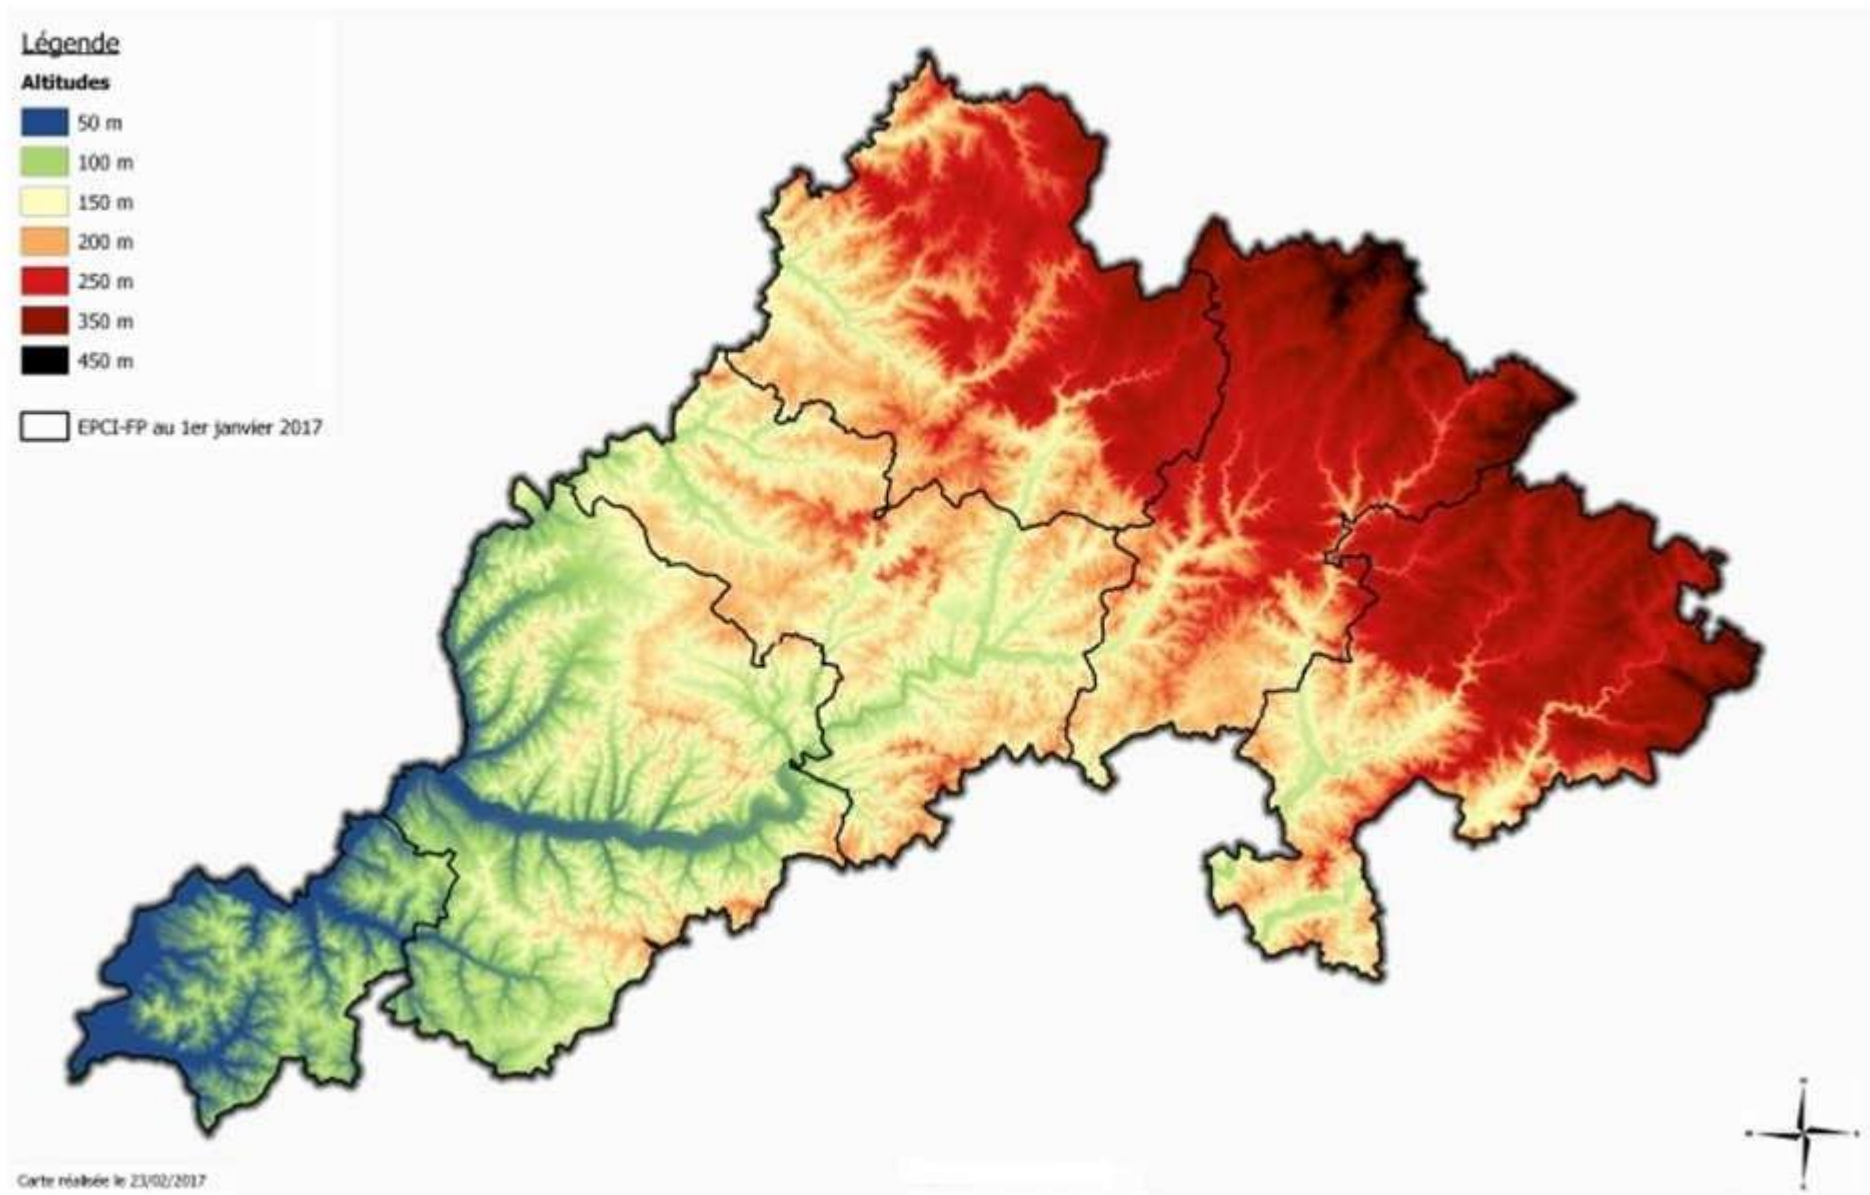 Légende
Altitudes
50 m
100 m
150 m
200 m
250 m
350 m
450 m
EPCI-FP au 1er janvier 2017
Carte réalisée le 23/02/2017